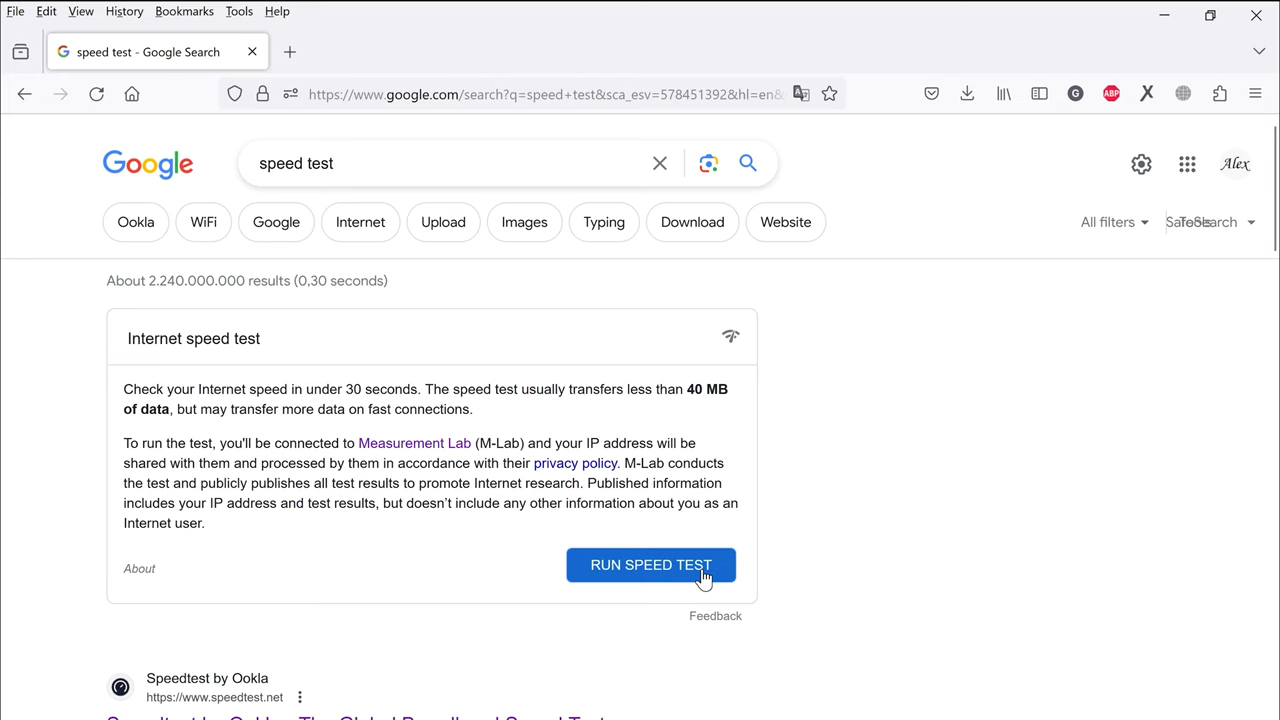 File Edit View History Bookmarks Tools Help
speed test - Google Search
https://www.google.com/search?q=speed+test&sca_esv=578451392&hl=en&
G ABP X
Google
speed test
Alex
Ookla WiFi Google Internet Upload Images Typing Download Website
All filters
About 2.240.000.000 results (0,30 seconds)
Internet speed test
Check your Internet speed in under 30 seconds. The speed test usually transfers less than 40 MB
of data, but may transfer more data on fast connections.
To run the test, you'll be connected to Measurement Lab (M-Lab) and your IP address will be
shared with them and processed by them in accordance with their privacy policy. M-Lab conducts
the test and publicly publishes all test results to promote Internet research. Published information
includes your IP address and test results, but doesn't include any other information about you as an
Internet user.
About
RUN SPEED TEST
Feedback
Speedtest by Ookla
https://www.speedtest.net